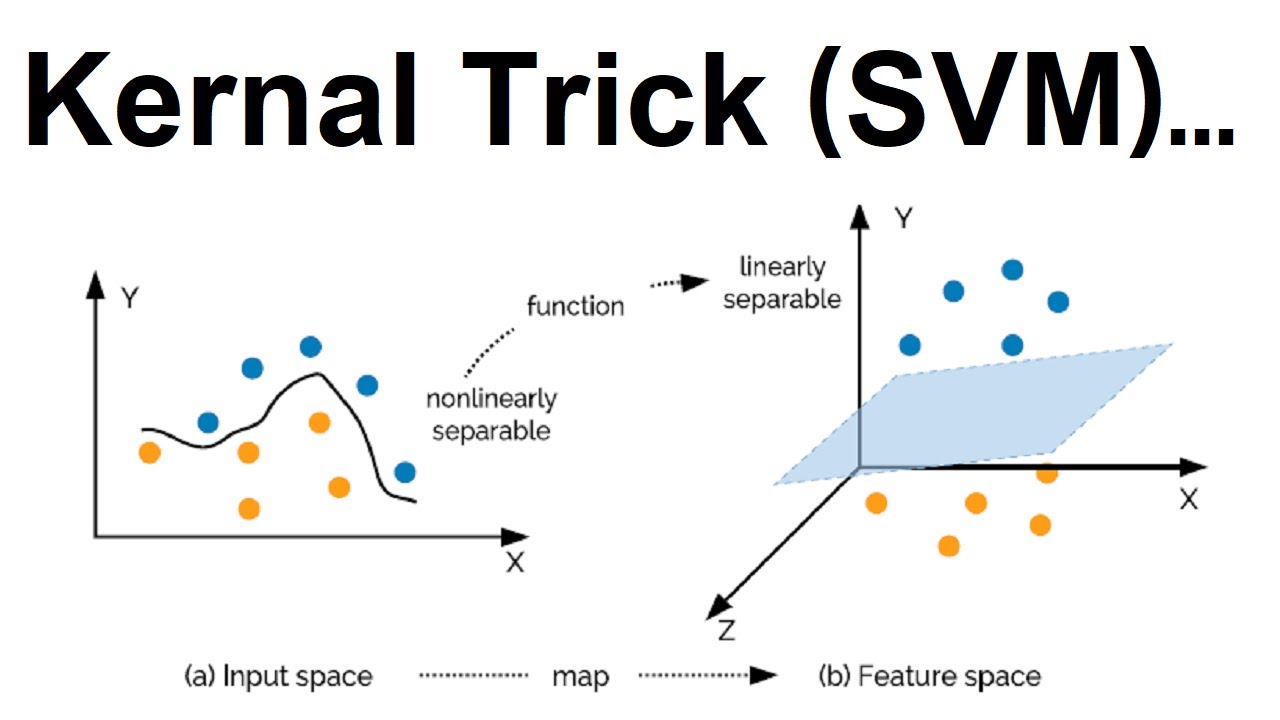 Kernal Trick (SVM)...
Y
X
nonlinearly
separable
function
linearly
separable
Y
X
Z
(a) Input space
map
(b) Feature space